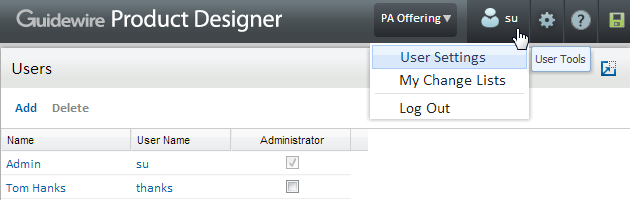 Guidewire Product Designer
PA Offering
su
User Settings
My Change Lists
Log Out
User Tools
Users
Add Delete
Name User Name Administrator
Admin su
Tom Hanks thanks